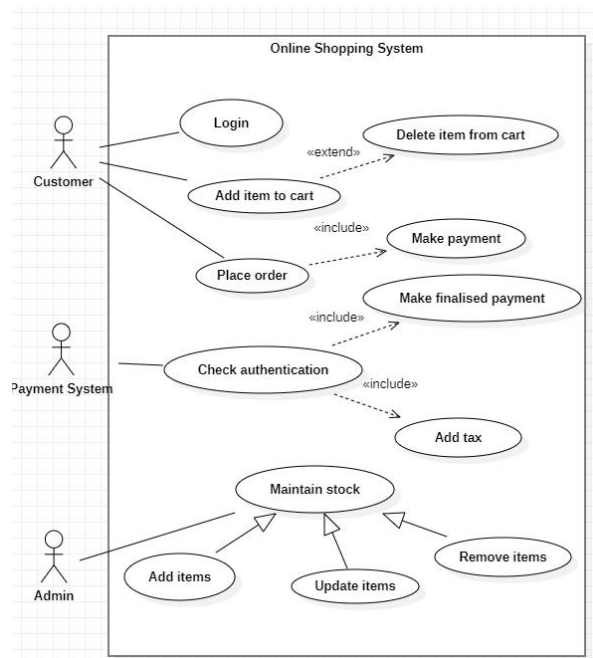 Online Shopping System
Login
Delete item from cart
«extend»
Customer
Add item to cart
«include»
Make payment
Place order
Make finalised payment
«include»
Payment System
Check authentication
«include»
Add tax
Maintain stock
Admin
Add items
Update items
Remove items